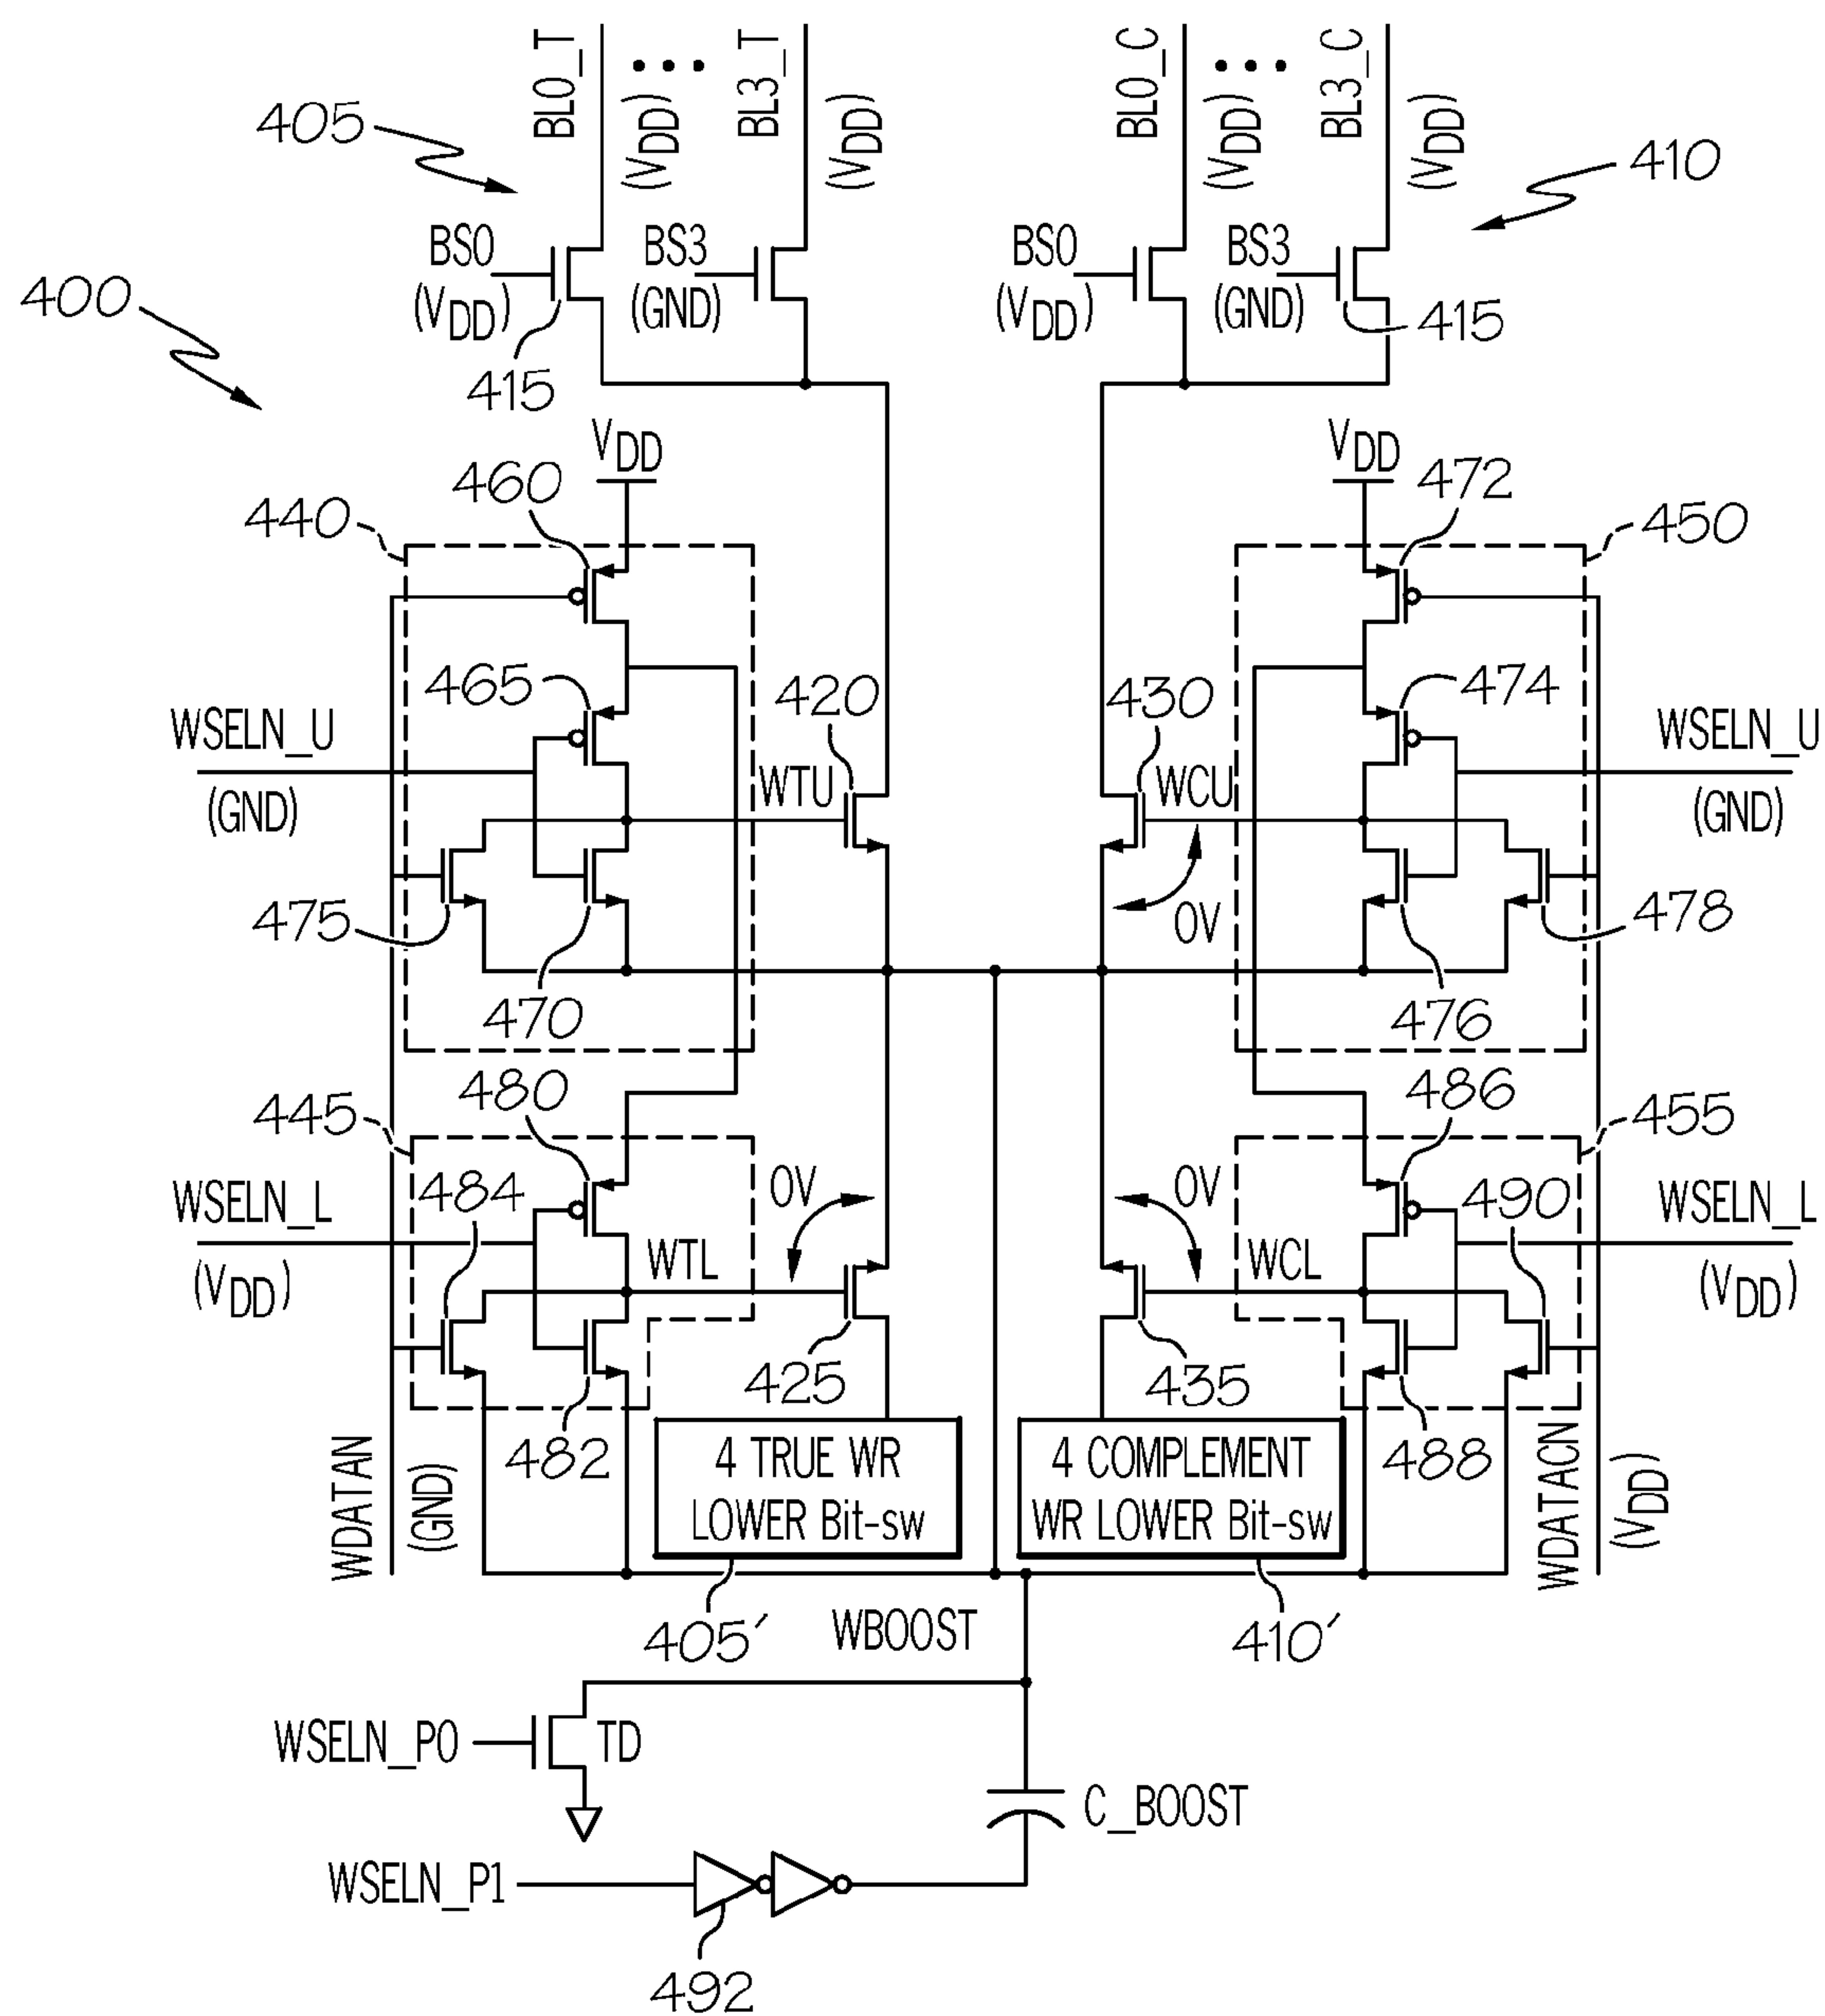 BL0_T
(VDD)
BL3_T
(VDD)
BL0_C
(VDD)
BL3_C
(VDD)
405
410
BS0
(VDD)
BS3
(GND)
BS0
(VDD)
BS3
(GND)
400
415
415
VDD
VDD
460
472
440
450
465
420
430
474
WSELN_U
(GND)
WTU
WCU
WSELN_U
(GND)
475
0V
478
470
476
480
486
445
455
484
0V
0V
490
WSELN_L
(VDD)
WTL
WCL
WSELN_L
(VDD)
425
435
482
488
4 TRUE WR
LOWER Bit-sw
4 COMPLEMENT
WR LOWER Bit-sw
WDATAN
(GND)
WDATACN
(VDD)
405'
WBOOST
410'
WSELN_P0
TD
C_BOOST
WSELN_P1
492